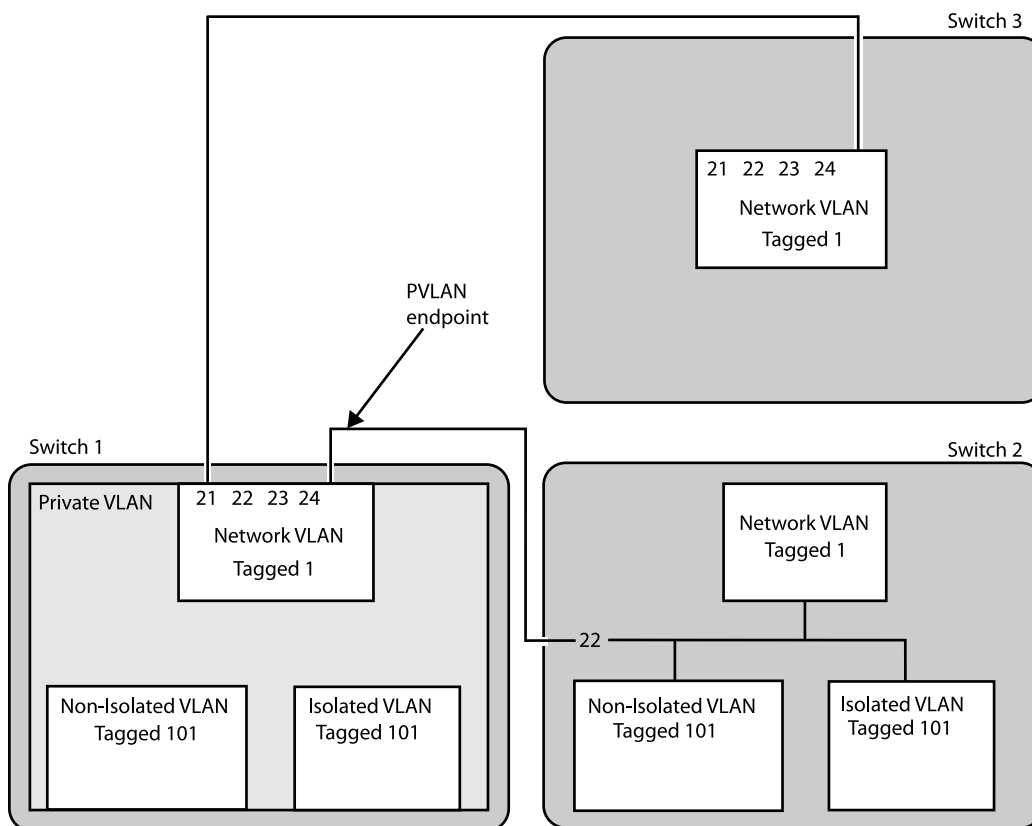 Switch 3
21 22 23 24
Network VLAN
Tagged 1
PVLAN
endpoint
Switch 1
Private VLAN
21 22 23 24
Network VLAN
Tagged 1
Non-Isolated VLAN
Tagged 101
Isolated VLAN
Tagged 101
Switch 2
Network VLAN
Tagged 1
22
Non-Isolated VLAN
Tagged 101
Isolated VLAN
Tagged 101